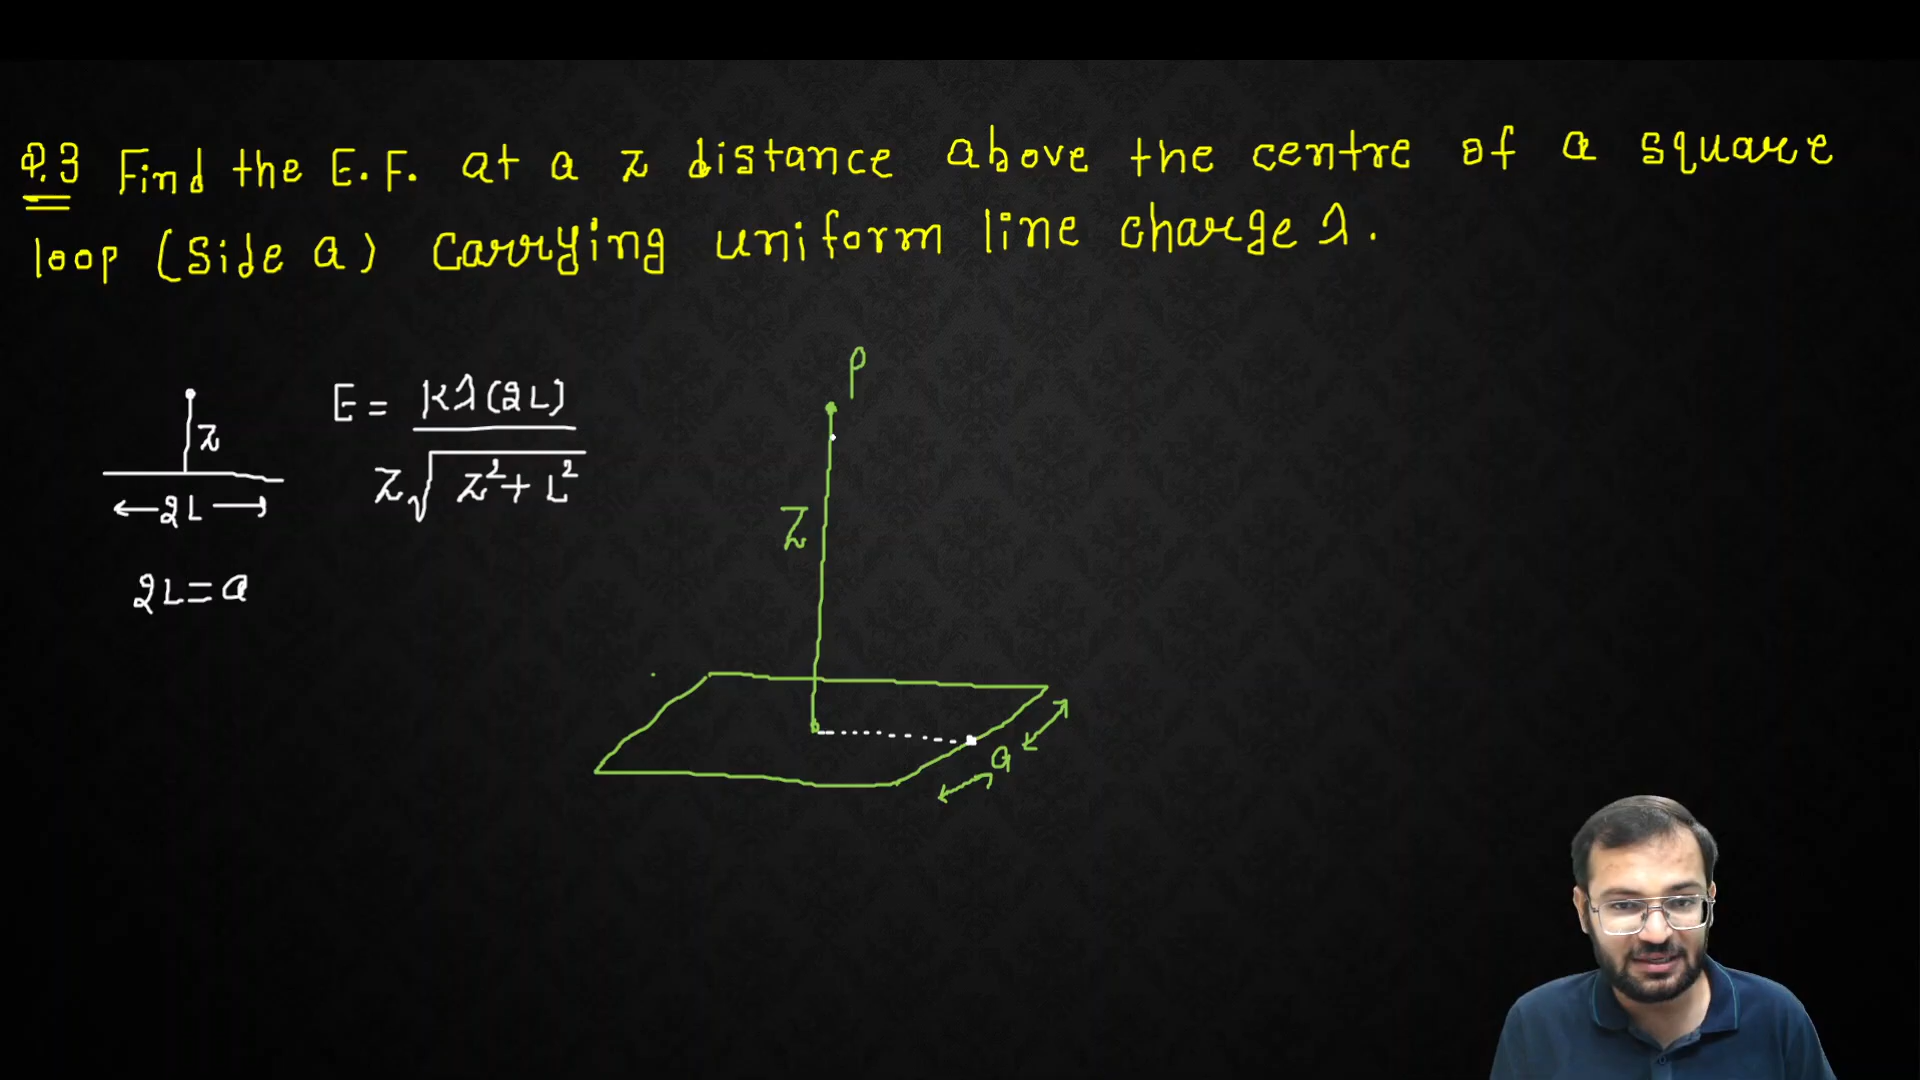 Q.3 Find the E.F. at a z distance above the centre of a square
loop (Side a) Carrying uniform line charge λ.
z
←2L→
2L = a
E = kλ(2L)
z√z²+L²
P
z
a